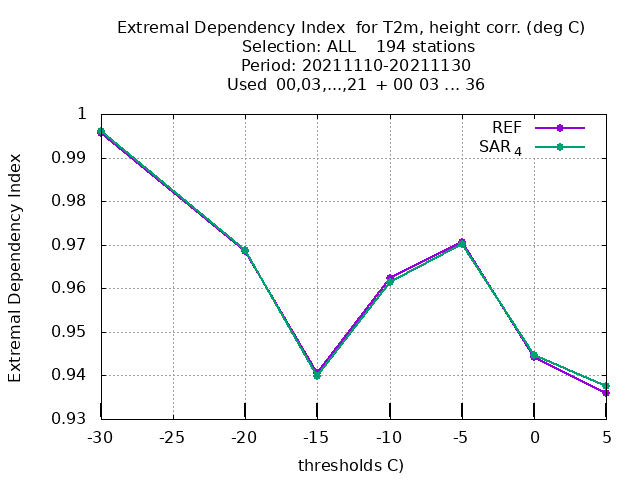 Extremal Dependency Index  for T2m, height corr. (deg C)
Selection: ALL    194 stations
Period: 20211110-20211130
Used  00,03,...,21  + 00 03 ... 36
REF
SAR 4
Extremal Dependency Index
1
0.99
0.98
0.97
0.96
0.95
0.94
0.93
-30 -25 -20 -15 -10 -5 0 5
thresholds C)